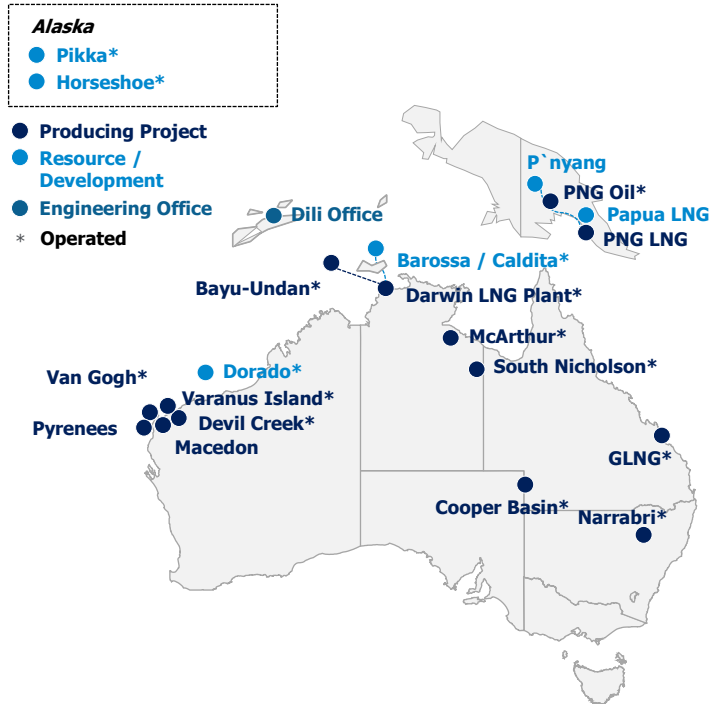 Alaska
Pikka*
Horseshoe*
Producing Project
Resource /
Development
Engineering Office
* Operated
P`nyang
PNG Oil*
Papua LNG
PNG LNG
Dili Office
Barossa / Caldita*
Bayu-Undan*
Darwin LNG Plant*
McArthur*
South Nicholson*
Van Gogh*
Dorado*
Varanus Island*
Devil Creek*
Pyrenees
Macedon
GLNG*
Cooper Basin*
Narrabri*